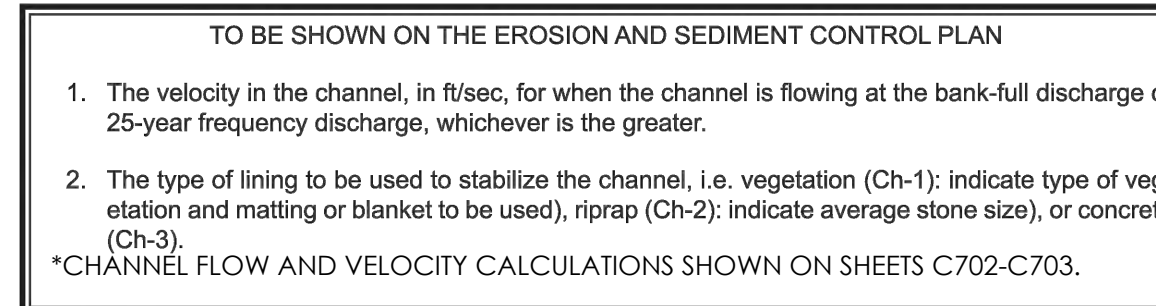 TO BE SHOWN ON THE EROSION AND SEDIMENT CONTROL PLAN
1. The velocity in the channel, in ft/sec, for when the channel is flowing at the bank-full discharge
25-year frequency discharge, whichever is the greater.
2. The type of lining to be used to stabilize the channel, i.e. vegetation (Ch-1): indicate type of veg
etation and matting or blanket to be used), riprap (Ch-2): indicate average stone size), or concret
(Ch-3).
*CHANNEL FLOW AND VELOCITY CALCULATIONS SHOWN ON SHEETS C702-C703.